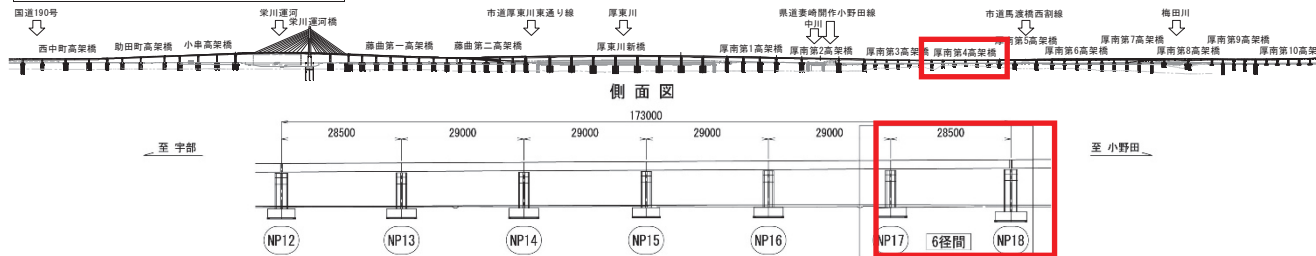 国道190号 栄川運河 市道厚東川東通り線 厚東川 県道妻崎開作小野田線 市道馬渡橋西割線 梅田川
栄川運河橋 中川 厚南第5高架橋 厚南第7高架橋 厚南第9高架橋
西中町高架橋 助田町高架橋 小串高架橋 藤曲第一高架橋 藤曲第二高架橋 厚東川新橋 厚南第1高架橋 厚南第2高架橋 厚南第3高架橋 厚南第4高架橋 厚南第6高架橋 厚南第8高架橋 厚南第10高架橋
側面図
173000
28500 29000 29000 29000 29000 28500
至 宇部 至 小野田
NP12 NP13 NP14 NP15 NP16 NP17 6径間 NP18